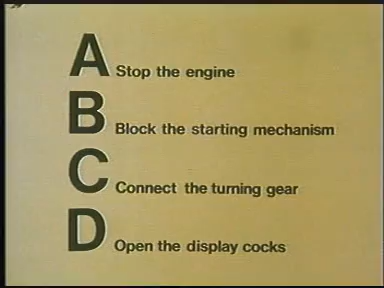 A Stop the engine
B Block the starting mechanism
C Connect the turning gear
D Open the display cocks